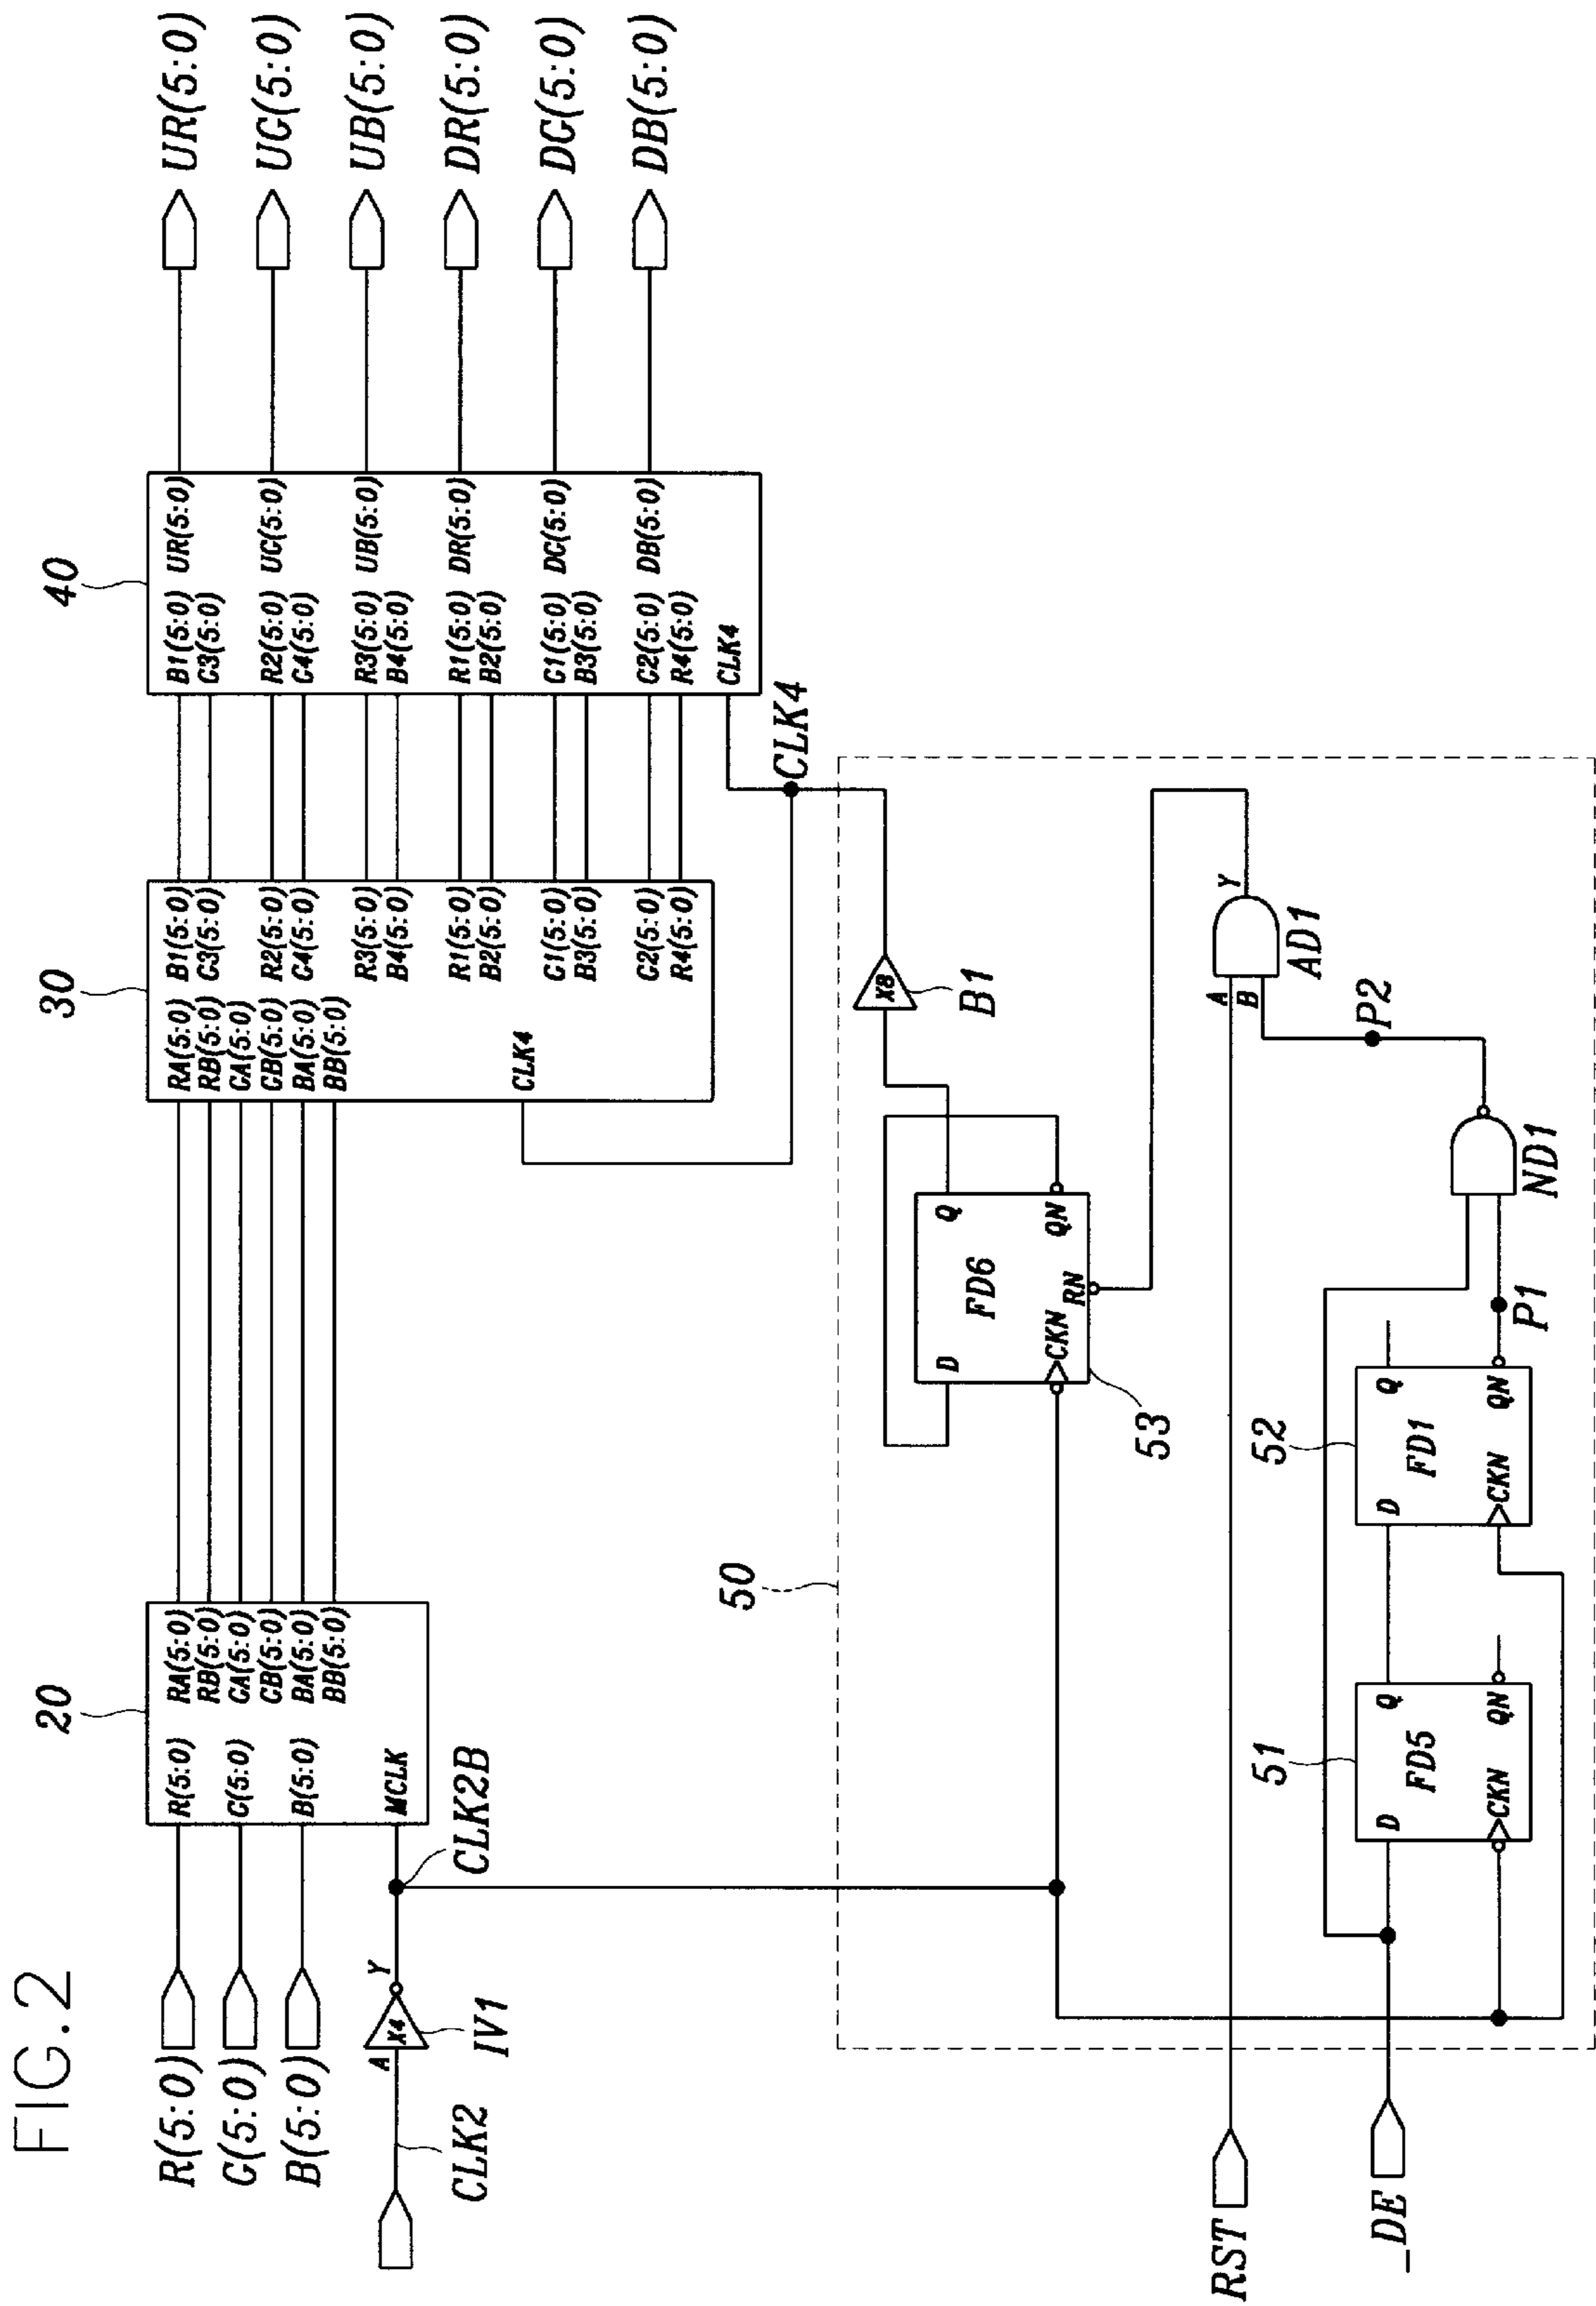 FIG.2
20
30
40
R(5:0)
G(5:0)
B(5:0)
R(5:0)
G(5:0)
B(5:0)
MCLK
RA(5:0)
RB(5:0)
GA(5:0)
GB(5:0)
BA(5:0)
BB(5:0)
RA(5:0)
RB(5:0)
GA(5:0)
GB(5:0)
BA(5:0)
BB(5:0)
CLK4
B1(5:0)
G3(5:0)
R2(5:0)
G4(5:0)
R3(5:0)
B4(5:0)
R1(5:0)
B2(5:0)
G1(5:0)
B3(5:0)
G2(5:0)
R4(5:0)
B1(5:0)
G3(5:0)
R2(5:0)
G4(5:0)
R3(5:0)
B4(5:0)
R1(5:0)
B2(5:0)
G1(5:0)
B3(5:0)
G2(5:0)
R4(5:0)
CLK4
UR(5:0)
UG(5:0)
UB(5:0)
DR(5:0)
DG(5:0)
DB(5:0)
UR(5:0)
UG(5:0)
UB(5:0)
DR(5:0)
DG(5:0)
DB(5:0)
CLK2
A
X4
Y
IV1
CLK2B
CLK4
50
X8
B1
D
Q
FD6
CKN
RN
QN
53
RST
A
B
Y
AD1
51
52
P2
_DE
D
Q
FD5
CKN
QN
D
Q
FD1
CKN
QN
P1
ND1